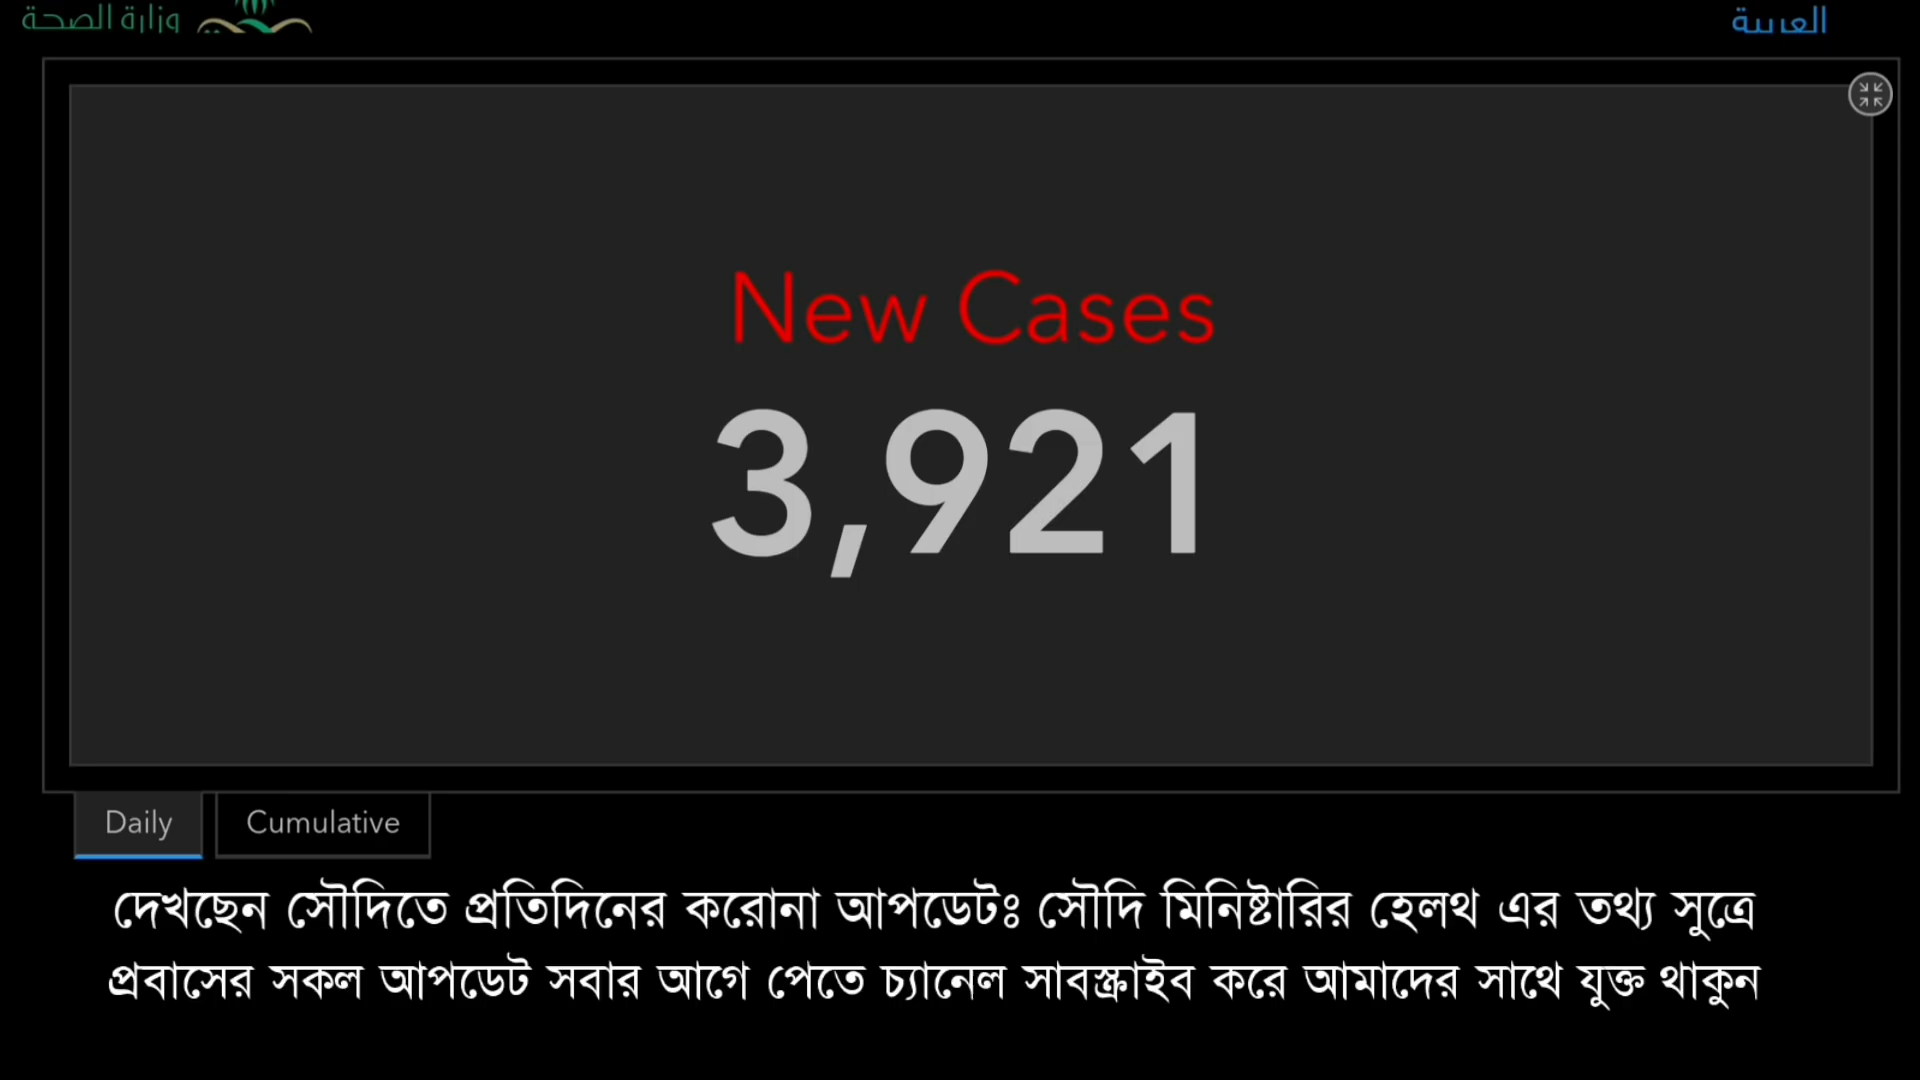 وزارة الصحة
العربية
New Cases
3,921
Daily
Cumulative
দেখছেন সৌদিতে প্রতিদিনের করোনা আপডেটঃ সৌদি মিনিষ্টারির হেলথ এর তথ্য সুত্রে
প্রবাসের সকল আপডেট সবার আগে পেতে চ্যানেল সাবস্ক্রাইব করে আমাদের সাথে যুক্ত থাকুন